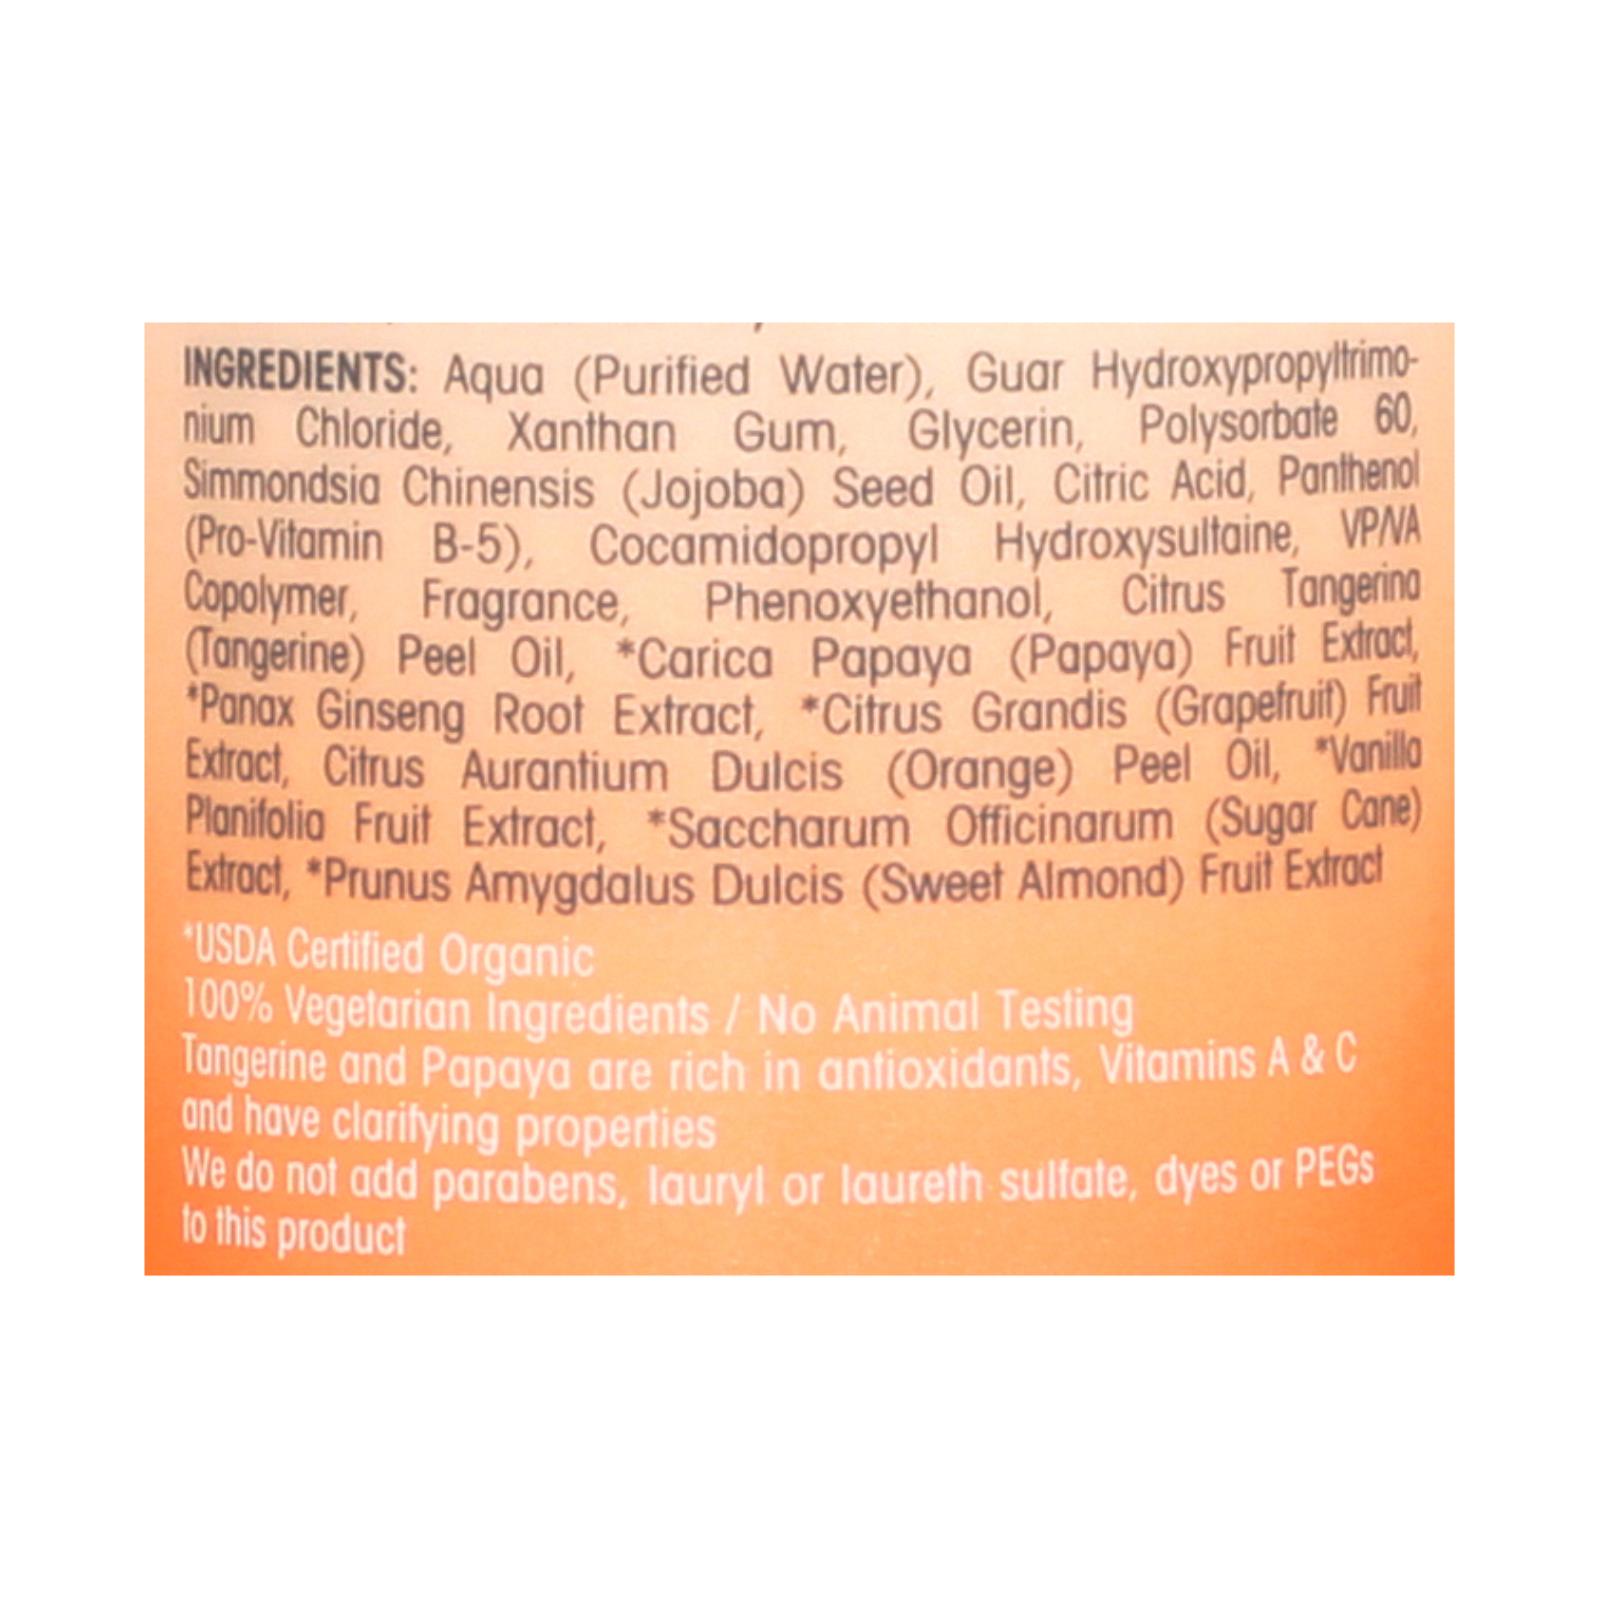 INGREDIENTS: Aqua (Purified Water), Guar Hydroxypropyltrimo-
nium Chloride, Xanthan Gum, Glycerin, Polysorbate 60,
Simmondsia Chinensis (Jojoba) Seed Oil, Citric Acid, Panthenol
(Pro-Vitamin B-5), Cocamidopropyl Hydroxysultaine, VP/VA
Copolymer, Fragrance, Phenoxyethanol, Citrus Tangerina
(Tangerine) Peel Oil, *Carica Papaya (Papaya) Fruit Extract,
*Panax Ginseng Root Extract, *Citrus Grandis (Grapefruit) Fruit
Extract, Citrus Aurantium Dulcis (Orange) Peel Oil, *Vanilla
Planifolia Fruit Extract, *Saccharum Officinarum (Sugar Cane)
Extract, *Prunus Amygdalus Dulcis (Sweet Almond) Fruit Extract
*USDA Certified Organic
100% Vegetarian Ingredients / No Animal Testing
Tangerine and Papaya are rich in antioxidants, Vitamins A & C
and have clarifying properties
We do not add parabens, lauryl or laureth sulfate, dyes or PEGs
to this product